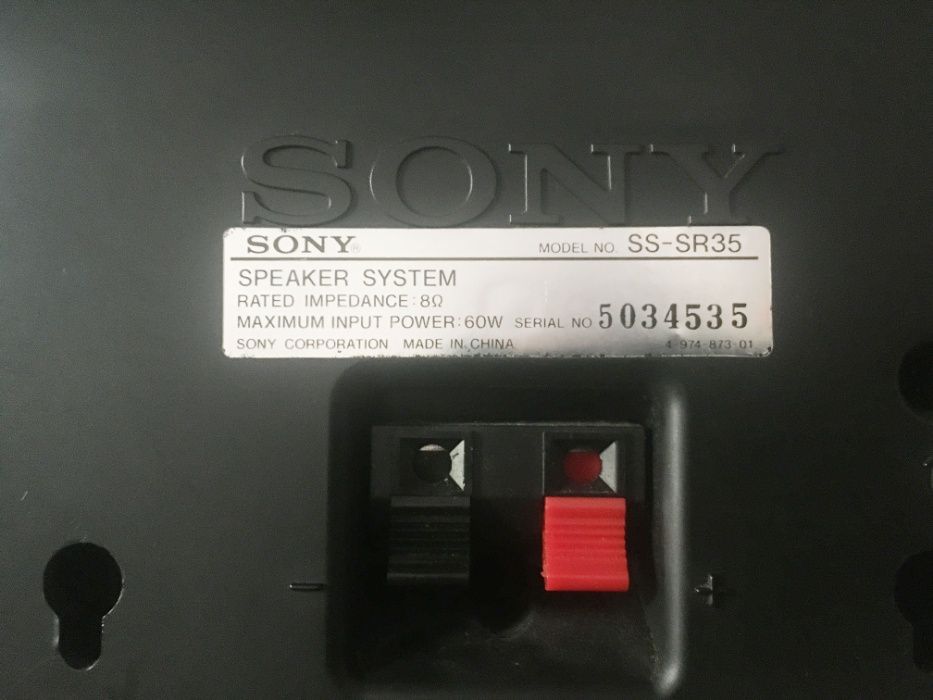 SONY
SONY® MODEL NO. SS-SR35
SPEAKER SYSTEM
RATED IMPEDANCE:8Ω
MAXIMUM INPUT POWER:60W SERIAL NO 5034535
SONY CORPORATION MADE IN CHINA 4-974-873-01
− +